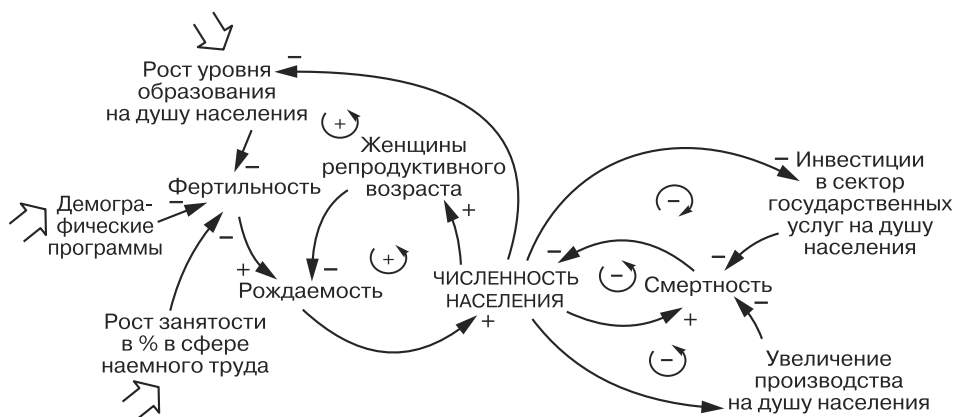 Рост уровня
образования
на душу населения
Женщины
репродуктивного
возраста
Фертильность
Демогра-
фические
программы
Рождаемость
Рост занятости
в % в сфере
наемного труда
ЧИСЛЕННОСТЬ
НАСЕЛЕНИЯ
Смертность
Инвестиции
в сектор
государственных
услуг на душу
населения
Увеличение
производства
на душу населения